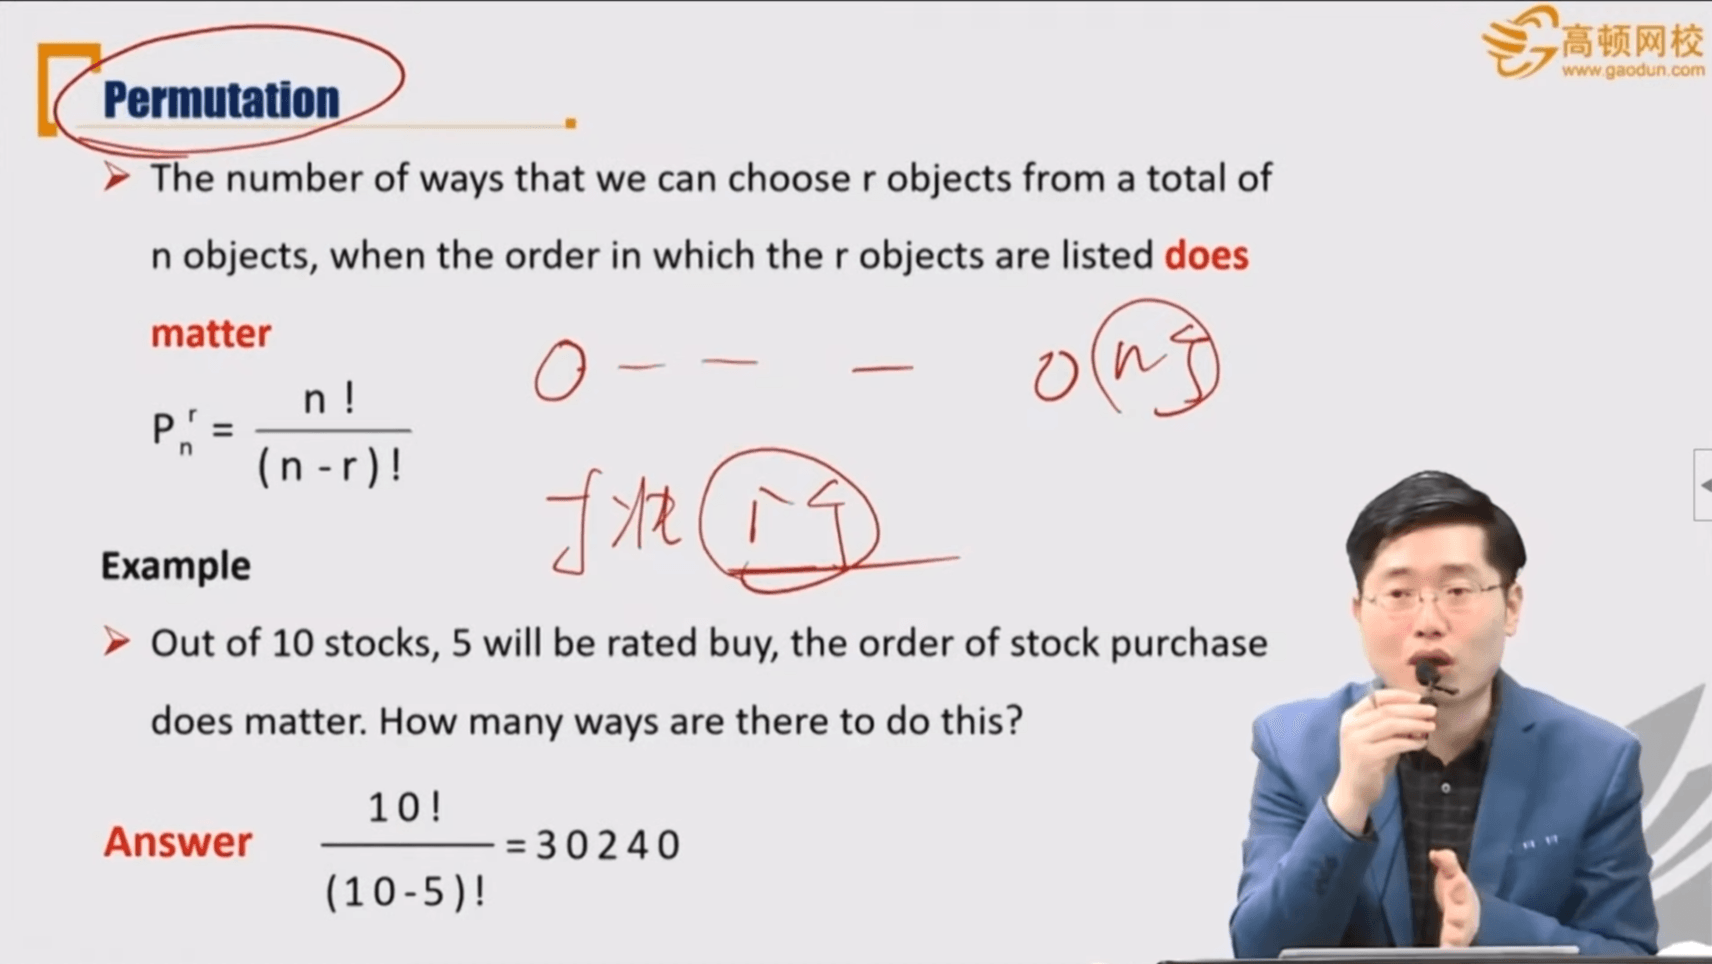 高顿网校
www.gaodun.com
Permutation
The number of ways that we can choose r objects from a total of
n objects, when the order in which the r objects are listed does
matter
P_n^r = n! / (n-r)!
O — — — O n个
r个
Example
Out of 10 stocks, 5 will be rated buy, the order of stock purchase
does matter. How many ways are there to do this?
Answer 10! / (10-5)! = 30240